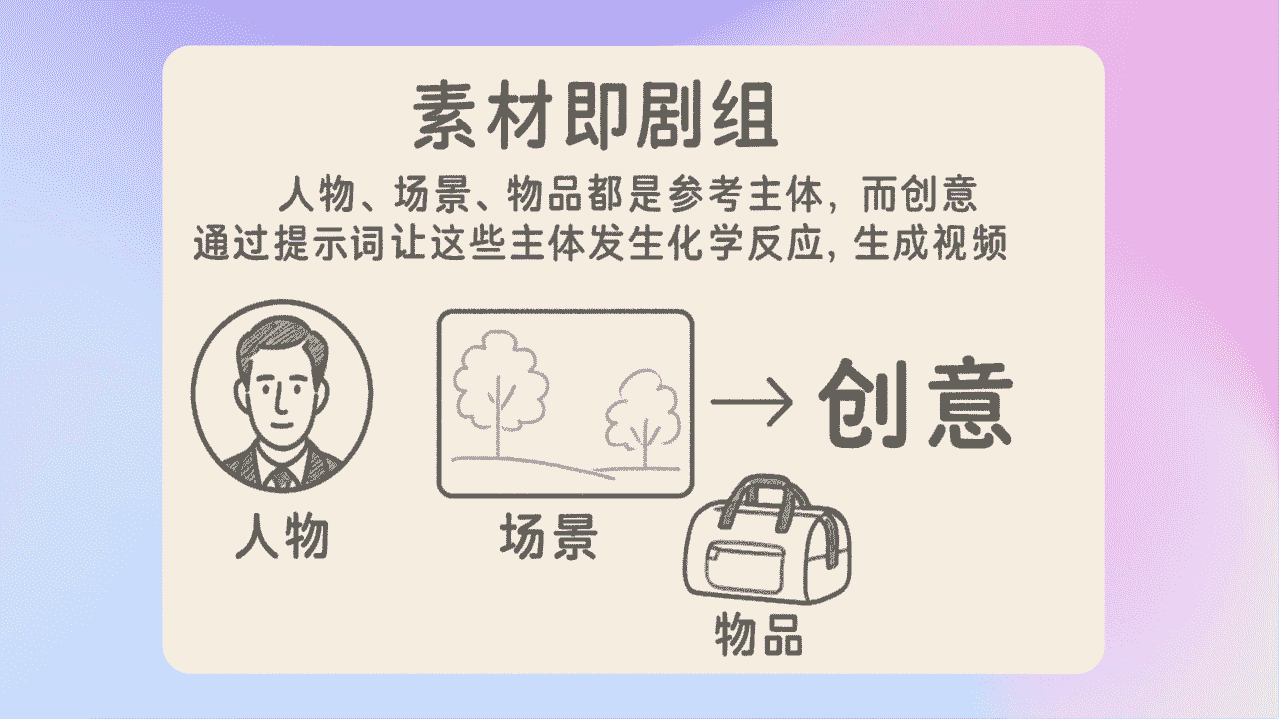 素材即剧组
人物、场景、物品都是参考主体，而创意
通过提示词让这些主体发生化学反应，生成视频
创意
人物
场景
物品